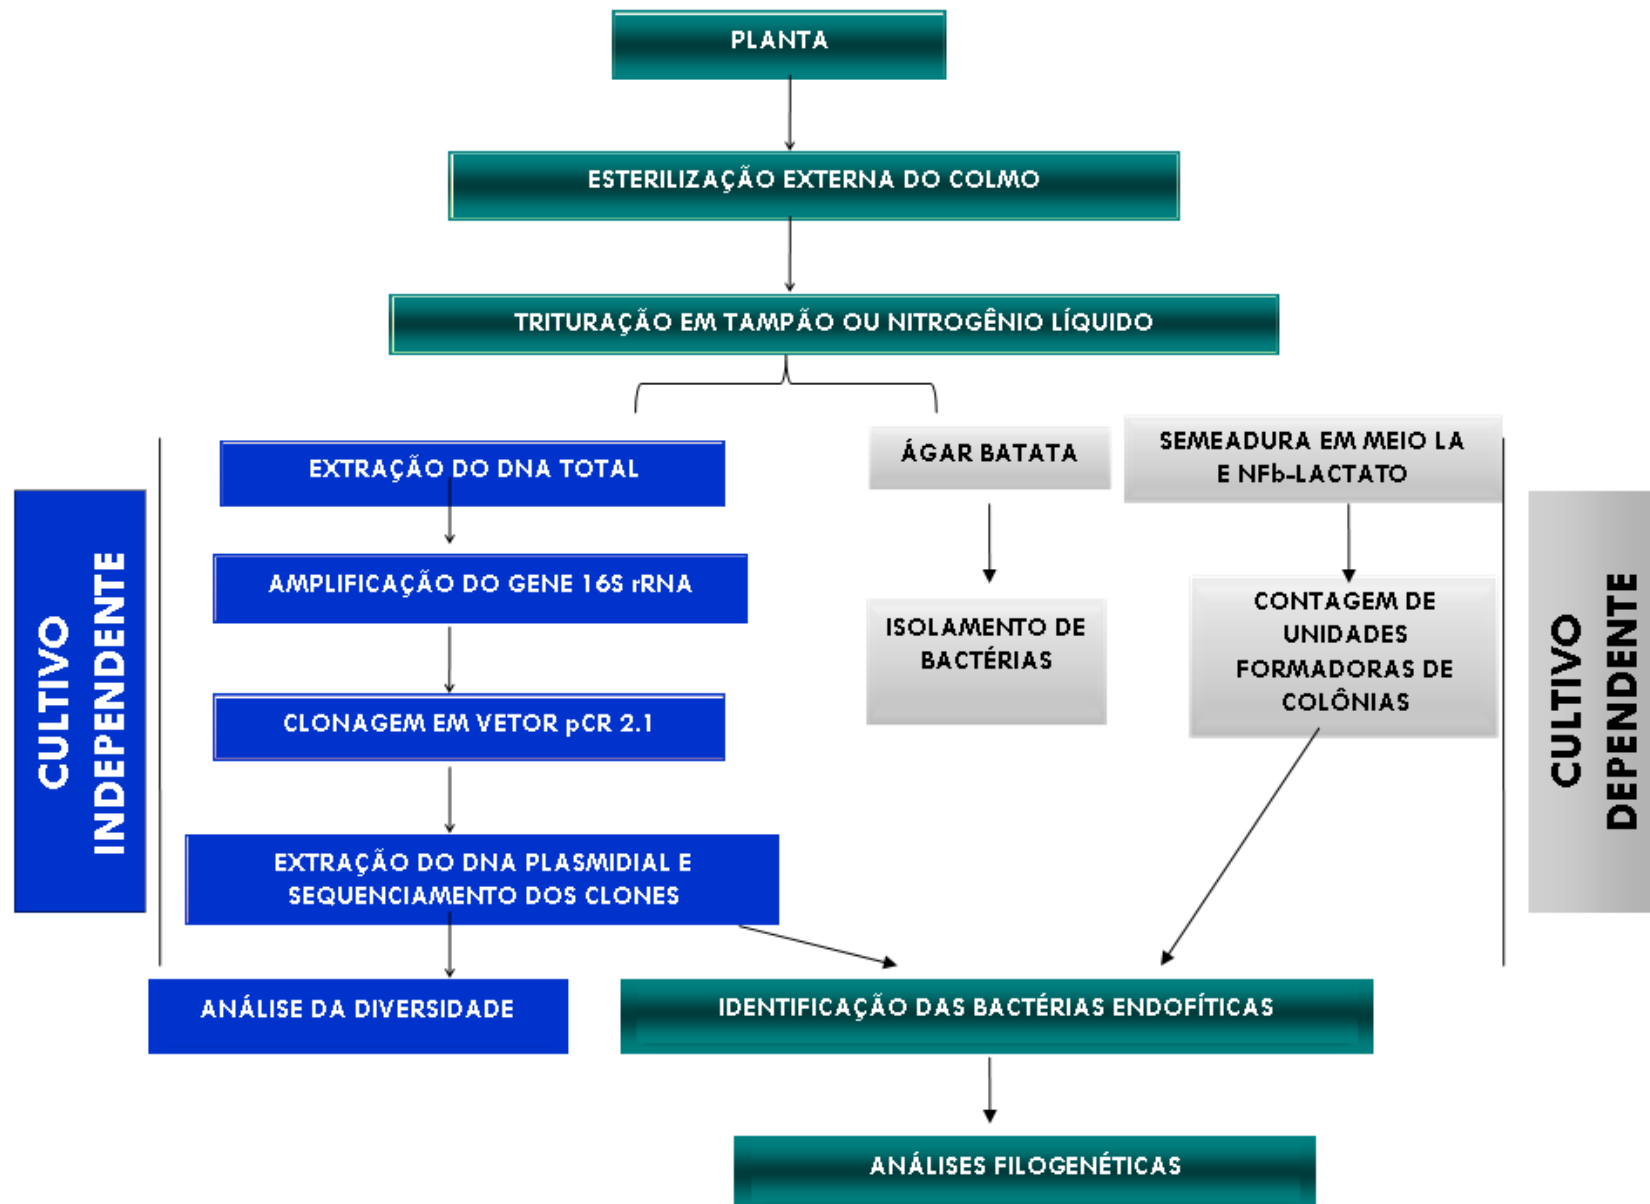 PLANTA
ESTERILIZAÇÃO EXTERNA DO COLMO
TRITURAÇÃO EM TAMPÃO OU NITROGÊNIO LÍQUIDO
CULTIVO
INDEPENDENTE
EXTRAÇÃO DO DNA TOTAL
AMPLIFICAÇÃO DO GENE 16S rRNA
CLONAGEM EM VETOR pCR 2.1
EXTRAÇÃO DO DNA PLASMIDIAL E
SEQUENCIAMENTO DOS CLONES
ANÁLISE DA DIVERSIDADE
ÁGAR BATATA
ISOLAMENTO DE
BACTÉRIAS
SEMEADURA EM MEIO LA
E NFb-LACTATO
CONTAGEM DE
UNIDADES
FORMADORAS DE
COLÔNIAS
CULTIVO
DEPENDENTE
IDENTIFICAÇÃO DAS BACTÉRIAS ENDOFÍTICAS
ANÁLISES FILOGENÉTICAS